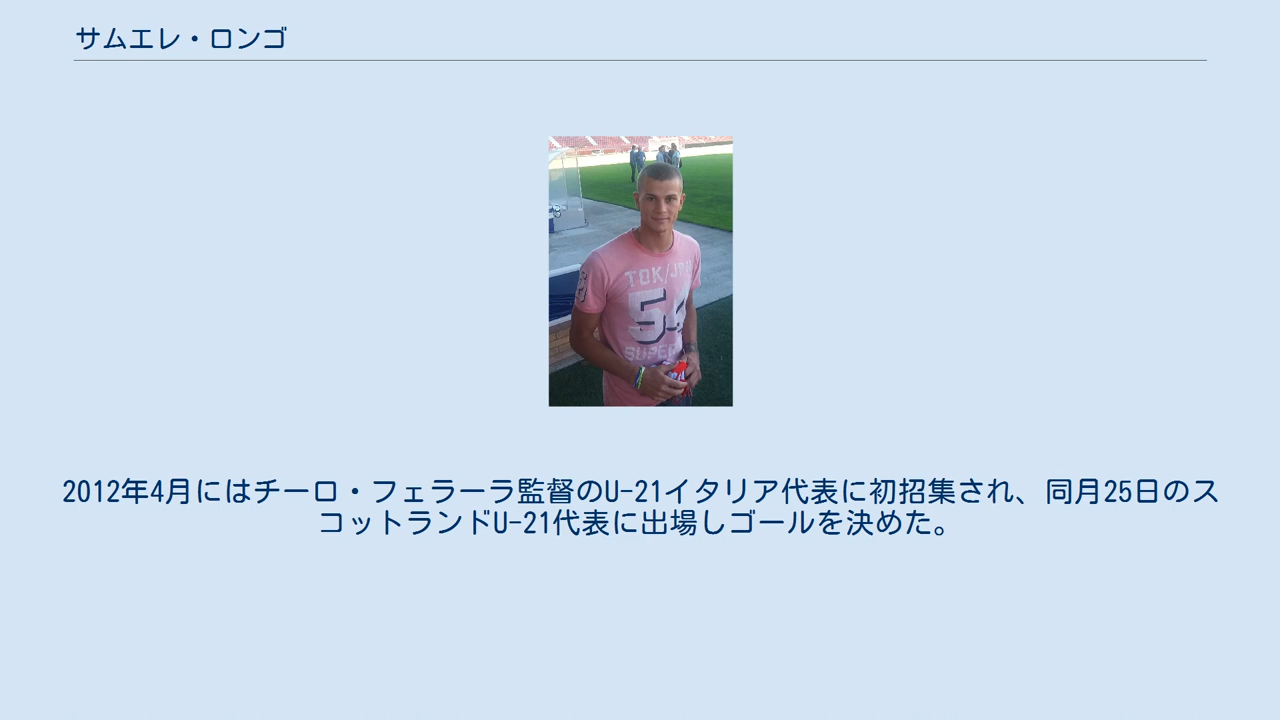 サムエレ・ロンゴ
TOK/JP
54
SUPE
2012年4月にはチーロ・フェラーラ監督のU-21イタリア代表に初招集され、同月25日のス
コットランドU-21代表に出場しゴールを決めた。